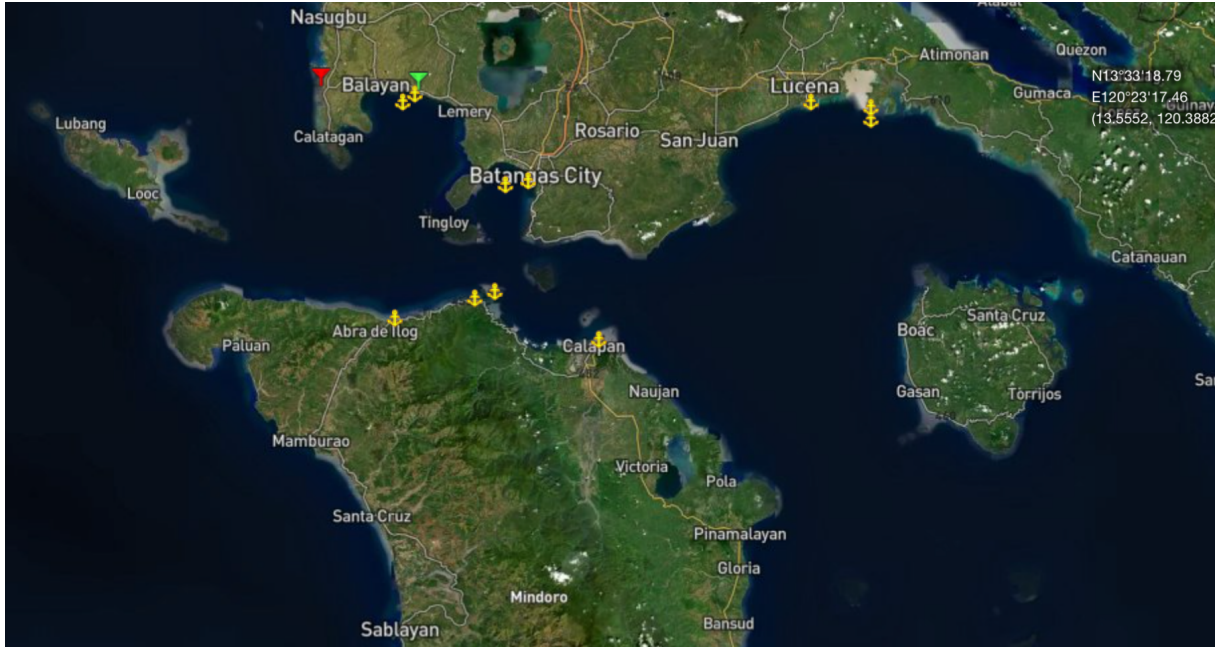 Nasugbu
Alabat
Quezon
Atimonan
N13°33'18.79
Balayan
Lucena
Gumaca
E120°23'17.46
Lemery
(13.5552, 120.3882
Lubang
Calatagan
Rosario
San Juan
Batangas City
Looc
Tingloy
Catanauan
Abra de Ilog
Boac
Santa Cruz
Paluan
Calapan
Gasan
Torrijos
Naujan
Mamburao
Victoria
Pola
Santa Cruz
Pinamalayan
Gloria
Mindoro
Sablayan
Bansud